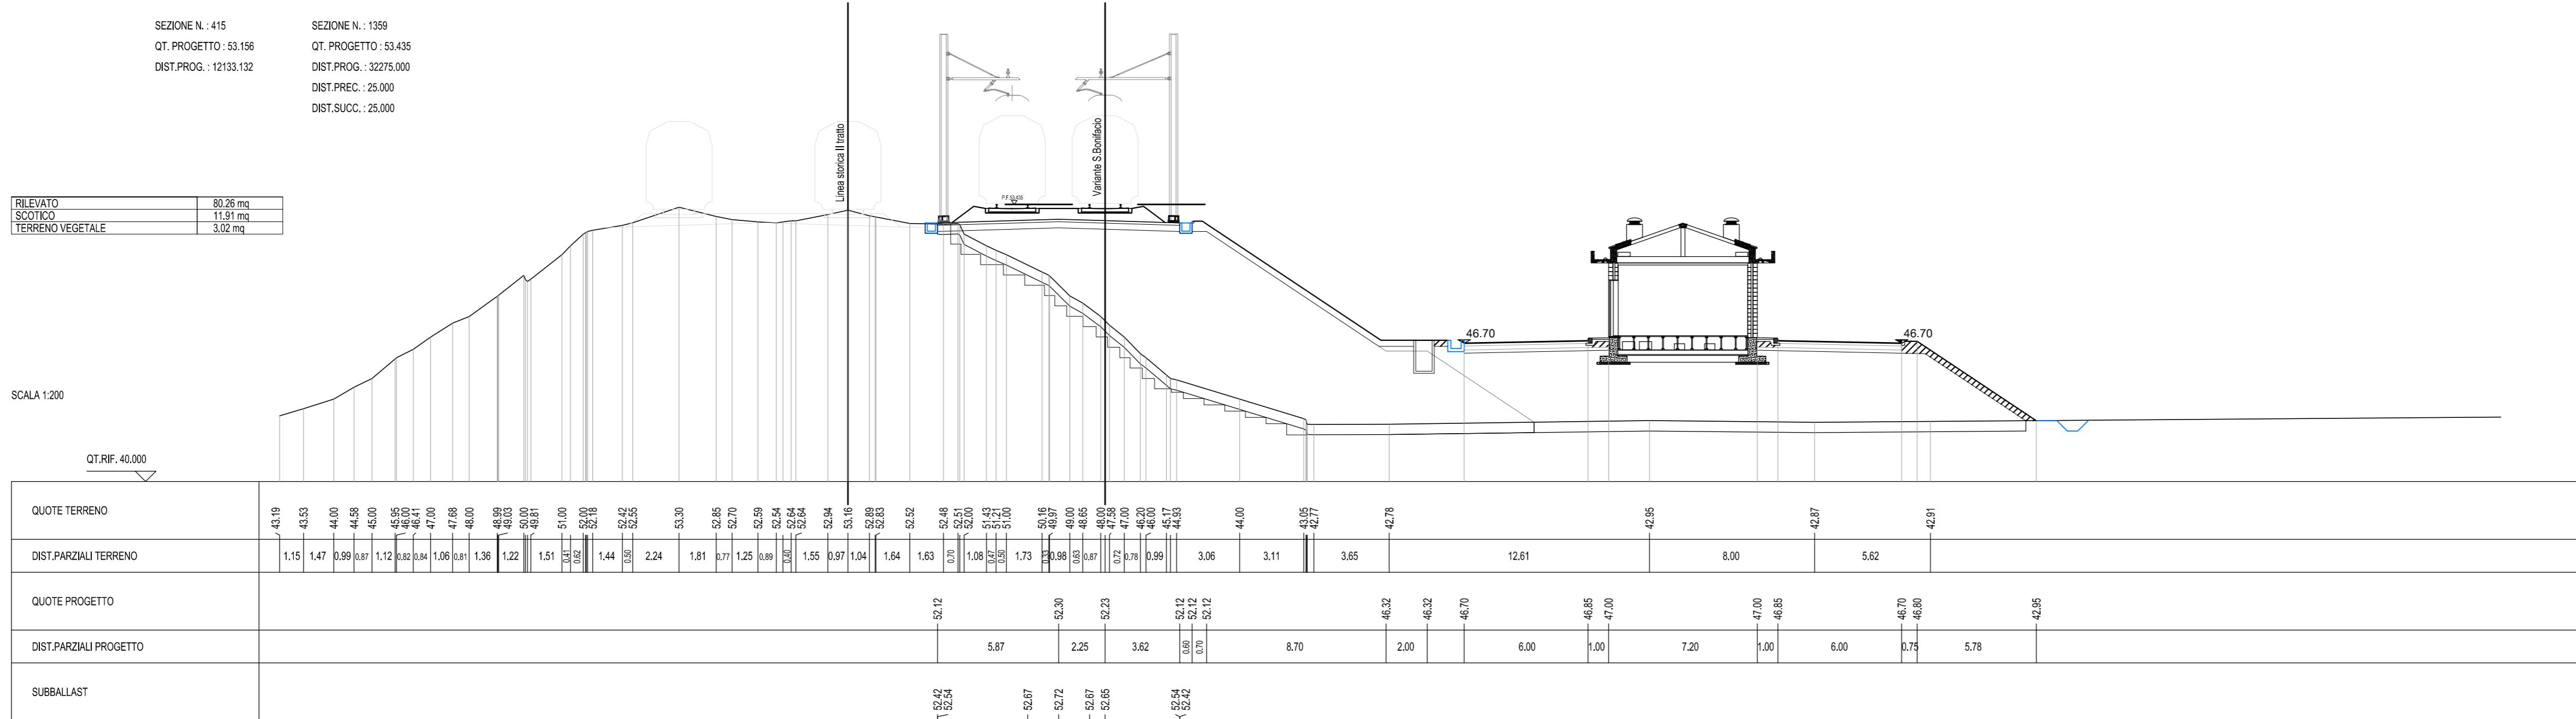 SEZIONE N. : 415
QT. PROGETTO : 53.156
DIST.PROG. : 12133.132
SEZIONE N. : 1359
QT. PROGETTO : 53.435
DIST.PROG. : 32275.000
DIST.PREC. : 25.000
DIST.SUCC. : 25.000
Linea storica II tratto
Variante S.Bonifacio
P.F.53.435
RILEVATO 80.26 mq
SCOTICO 11.91 mq
TERRENO VEGETALE 3.02 mq
46.70
46.70
SCALA 1:200
QT.RIF. 40.000
QUOTE TERRENO 43.19 43.53 44.00 44.58 45.00 45.95 46.00 46.41 47.00 47.68 48.00 48.99 49.03 50.00 49.81 51.00 52.00 52.18 52.42 52.55 53.30 52.85 52.70 52.59 52.54 52.64 52.64 52.94 53.16 52.89 52.83 52.52 52.48 52.51 52.00 51.43 51.21 51.00 50.16 49.97 49.00 48.65 48.00 47.58 47.00 46.20 46.00 45.17 44.93 44.00 43.05 42.77 42.78 42.95 42.87 42.91
DIST.PARZIALI TERRENO 1.15 1.47 0.99 0.87 1.12 0.82 0.84 1.06 0.81 1.36 1.22 1.51 0.41 0.62 1.44 0.50 2.24 1.81 0.77 1.25 0.89 0.40 1.55 0.97 1.04 1.64 1.63 0.70 1.08 0.47 0.50 1.73 0.33 0.98 0.63 0.87 0.72 0.78 0.99 3.06 3.11 3.65 12.61 8.00 5.62
QUOTE PROGETTO 52.12 52.30 52.23 52.12 52.12 52.12 46.32 46.32 46.70 46.85 47.00 47.00 46.85 46.70 46.80 42.95
DIST.PARZIALI PROGETTO 5.87 2.25 3.62 0.60 0.70 8.70 2.00 6.00 1.00 7.20 1.00 6.00 0.75 5.78
SUBBALLAST 52.42 52.54 52.67 52.72 52.67 52.65 52.54 52.42